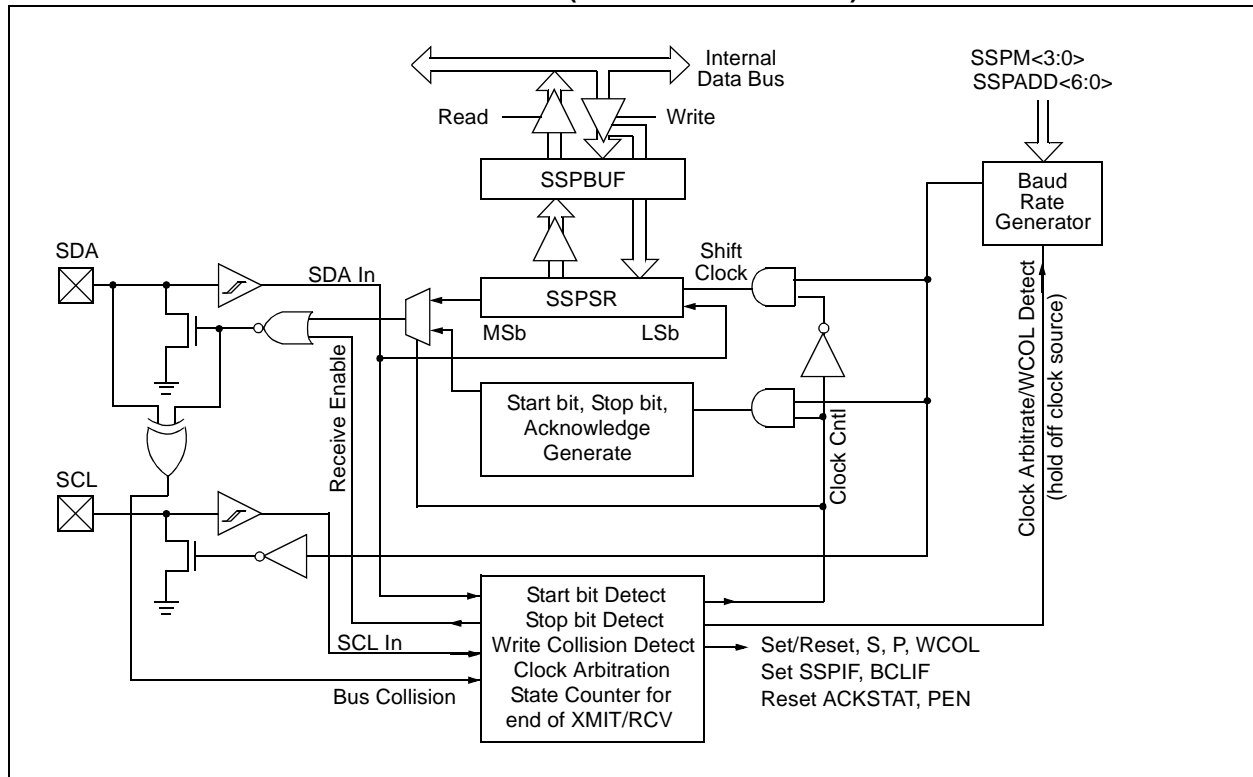 Internal
Data Bus
SSPM<3:0>
SSPADD<6:0>
Read
Write
SSPBUF
Baud
Rate
Generator
SDA
SDA In
Shift
Clock
SSPSR
MSb
LSb
Start bit, Stop bit,
Acknowledge
Generate
Receive Enable
Clock Cntl
Clock Arbitrate/WCOL Detect
(hold off clock source)
SCL
SCL In
Bus Collision
Start bit Detect
Stop bit Detect
Write Collision Detect
Clock Arbitration
State Counter for
end of XMIT/RCV
Set/Reset, S, P, WCOL
Set SSPIF, BCLIF
Reset ACKSTAT, PEN